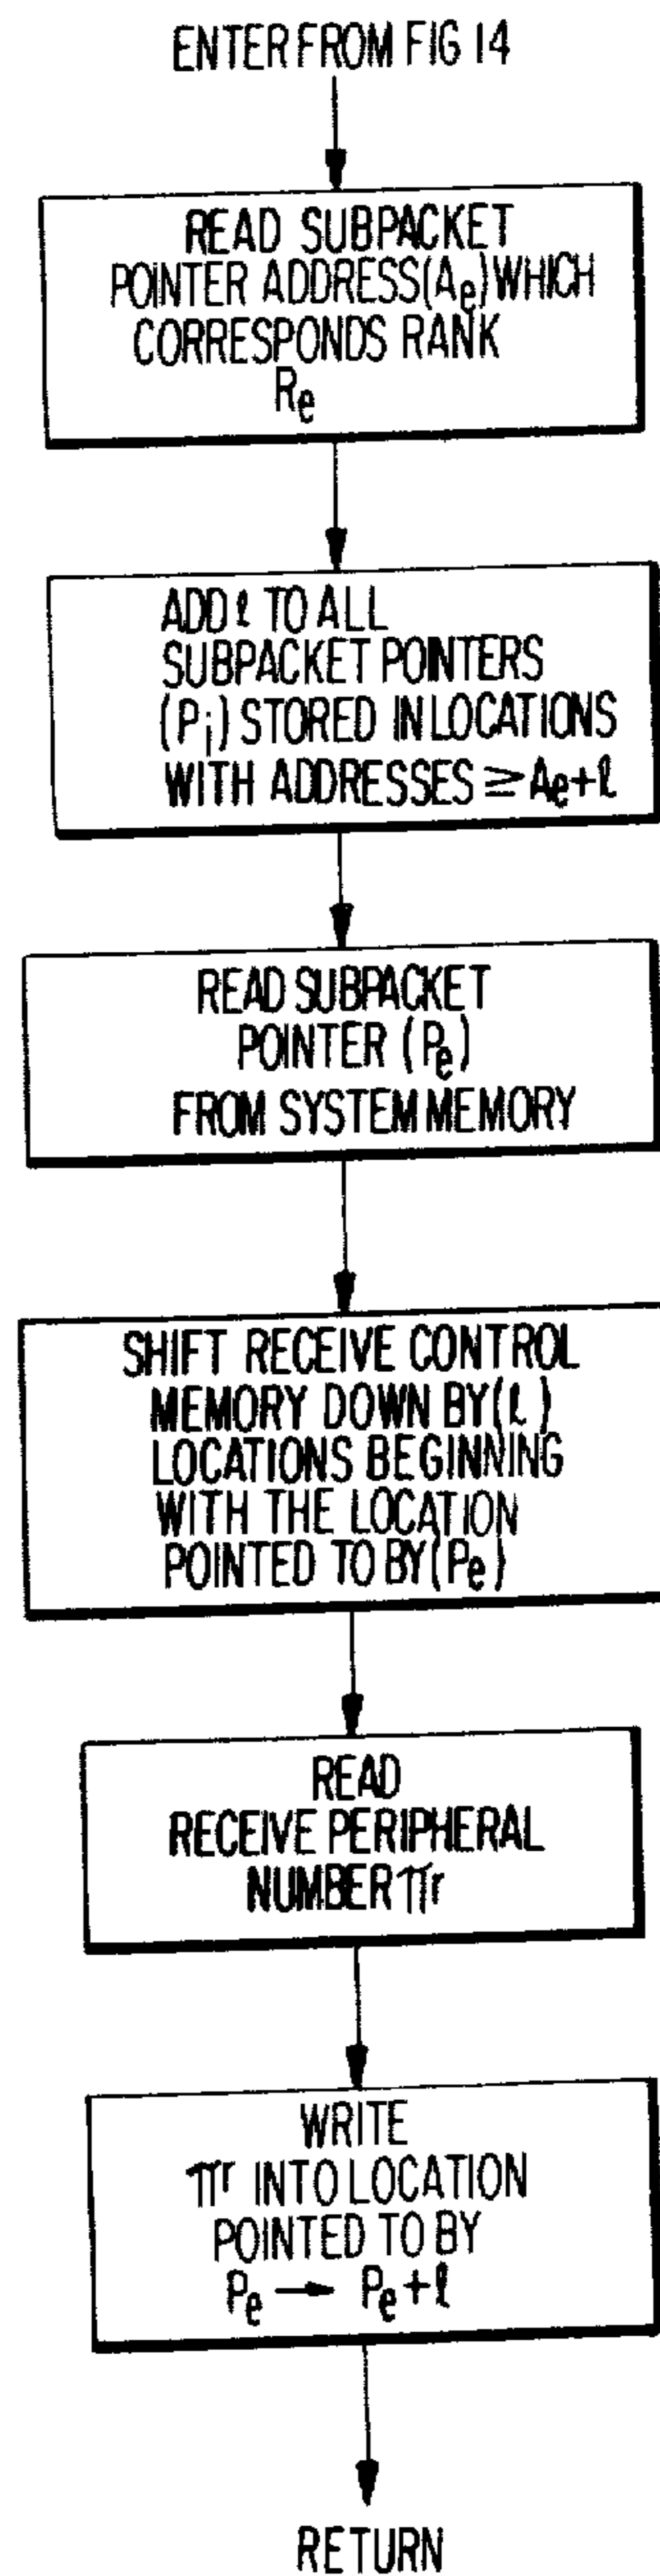 ENTER FROM FIG 14
READ SUBPACKET
POINTER ADDRESS(Ae) WHICH
CORRESPONDS RANK
Re
ADD ℓ TO ALL
SUBPACKET POINTERS
(Pi) STORED IN LOCATIONS
WITH ADDRESSES ≥ Ae+ℓ
READ SUBPACKET
POINTER (Pe)
FROM SYSTEM MEMORY
SHIFT RECEIVE CONTROL
MEMORY DOWN BY(ℓ)
LOCATIONS BEGINNING
WITH THE LOCATION
POINTED TO BY(Pe)
READ
RECEIVE PERIPHERAL
NUMBER πr
WRITE
πr INTO LOCATION
POINTED TO BY
Pe → Pe+ℓ
RETURN